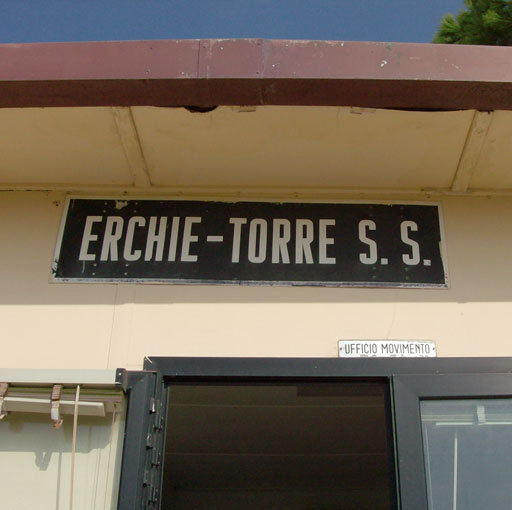 ERCHIE-TORRE S. S.
UFFICIO MOVIMENTO